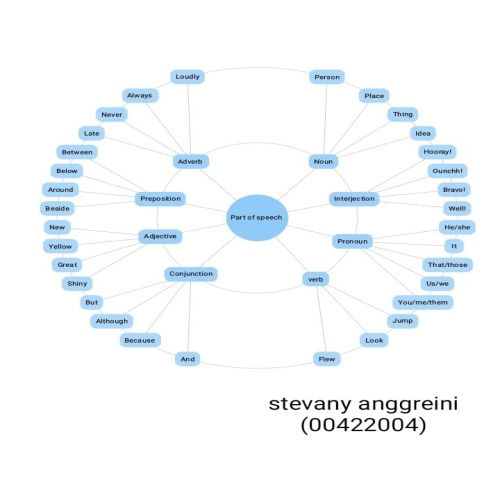 Loudly
Person
Always
Place
Never
Thing
Late
Idea
Between
Adverb
Noun
Hooray!
Below
Ounchh!
Around
Preposition
Interjection
Bravo!
Beside
Well!
Part of speech
New
He/she
Yellow
Adjective
Pronoun
It
Great
That/those
Shiny
Conjunction
verb
Us/we
But
You/me/them
Although
Jump
Because
Look
And
Flew
stevany anggreini
(00422004)